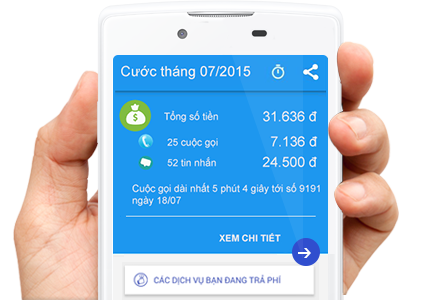 Cước tháng 07/2015
Tổng số tiền 31.636 đ
25 cuộc gọi 7.136 đ
52 tin nhắn 24.500 đ
Cuộc gọi dài nhất 5 phút 4 giây tới số 9191
ngày 18/07
XEM CHI TIẾT
CÁC DỊCH VỤ BẠN ĐANG TRẢ PHÍ